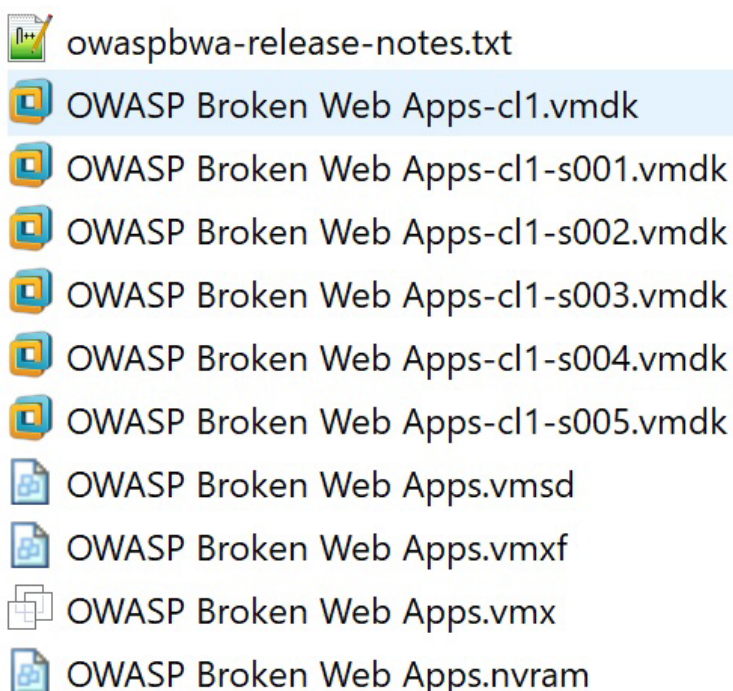 owaspbwa-release-notes.txt
OWASP Broken Web Apps-cl1.vmdk
OWASP Broken Web Apps-cl1-s001.vmdk
OWASP Broken Web Apps-cl1-s002.vmdk
OWASP Broken Web Apps-cl1-s003.vmdk
OWASP Broken Web Apps-cl1-s004.vmdk
OWASP Broken Web Apps-cl1-s005.vmdk
OWASP Broken Web Apps.vmsd
OWASP Broken Web Apps.vmxf
OWASP Broken Web Apps.vmx
OWASP Broken Web Apps.nvram